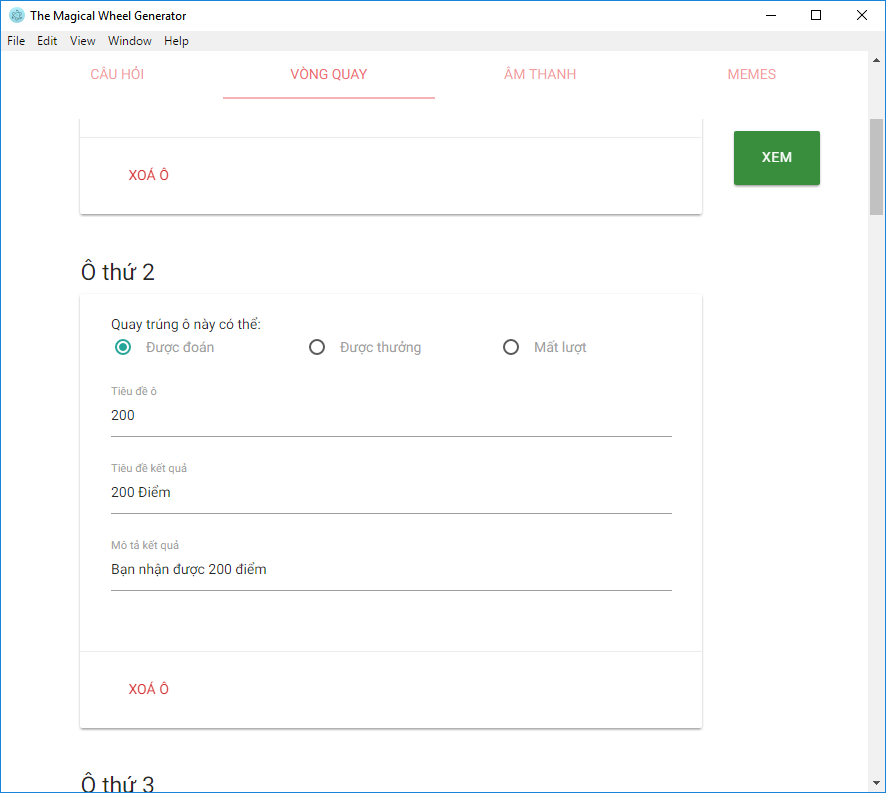 The Magical Wheel Generator
File Edit View Window Help
CÂU HỎI VÒNG QUAY ÂM THANH MEMES
XEM
XOÁ Ô
Ô thứ 2
Quay trúng ô này có thể:
Được đoán Được thưởng Mất lượt
Tiêu đề ô
200
Tiêu đề kết quả
200 Điểm
Mô tả kết quả
Bạn nhận được 200 điểm
XOÁ Ô
Ô thứ 3